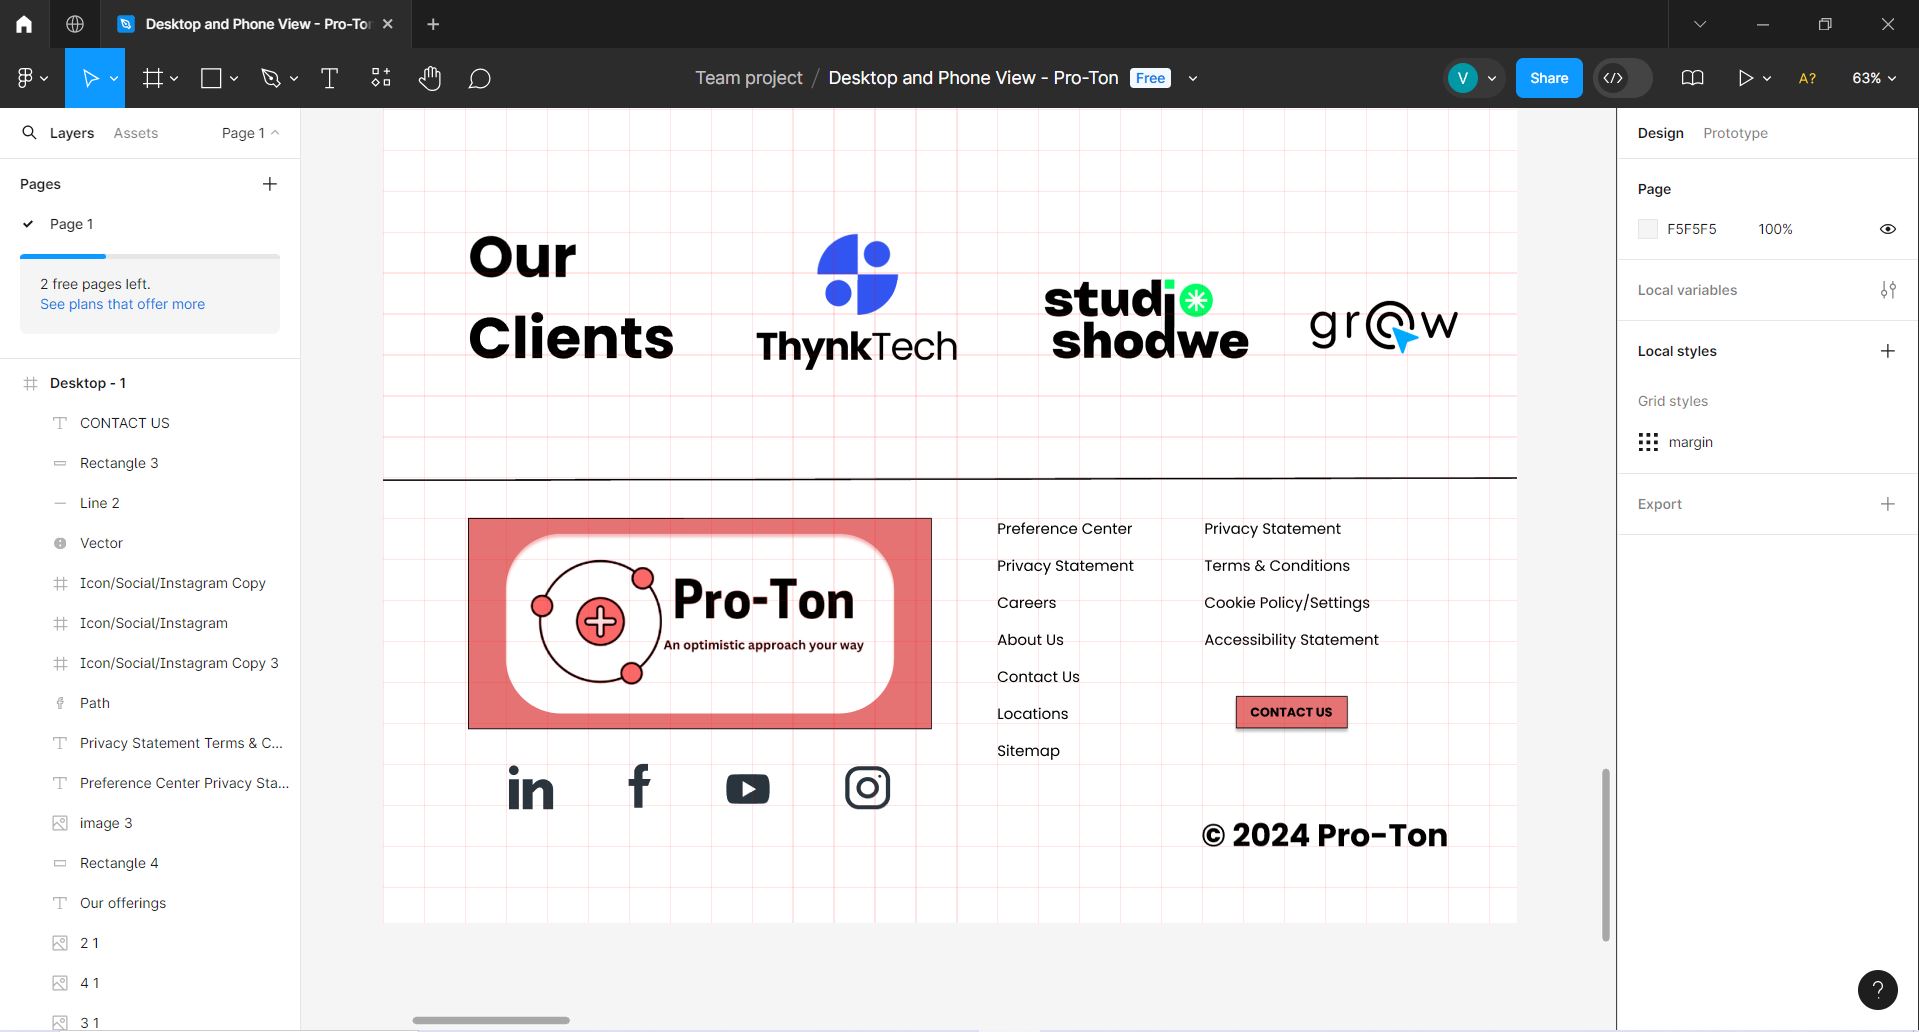 Desktop and Phone View - Pro-To
Team project / Desktop and Phone View - Pro-Ton Free
V
Share
A?
63%
Layers Assets Page 1
Pages
Page 1
2 free pages left.
See plans that offer more
Desktop - 1
CONTACT US
Rectangle 3
Line 2
Vector
Icon/Social/Instagram Copy
Icon/Social/Instagram
Icon/Social/Instagram Copy 3
Path
Privacy Statement Terms & C...
Preference Center Privacy Sta...
image 3
Rectangle 4
Our offerings
2 1
4 1
3 1
Our
Clients
ThynkTech
studio
shodwe
grow
Pro-Ton
An optimistic approach your way
in f
Preference Center
Privacy Statement
Careers
About Us
Contact Us
Locations
Sitemap
Privacy Statement
Terms & Conditions
Cookie Policy/Settings
Accessibility Statement
CONTACT US
© 2024 Pro-Ton
Design Prototype
Page
F5F5F5 100%
Local variables
Local styles
Grid styles
margin
Export
?